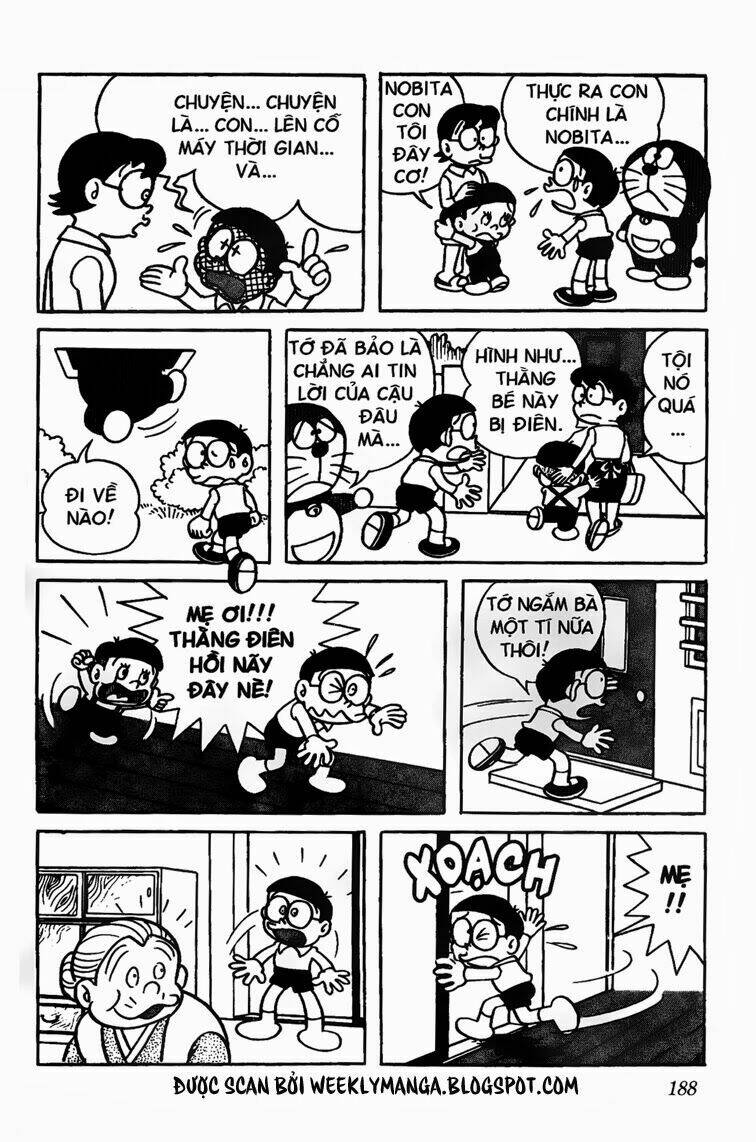 CHUYỆN... CHUYỆN
LÀ... CON... LÊN CỖ
MÁY THỜI GIAN...
VÀ...
NOBITA
CON
TÔI
ĐÂY
CƠ!
THỰC RA CON
CHÍNH LÀ
NOBITA...
ĐI VỀ
NÀO!
TỚ ĐÃ BẢO LÀ
CHẲNG AI TIN
LỜI CỦA CẬU
ĐÂU
MÀ...
HÌNH NHƯ...
THẰNG
BÉ NÀY
BỊ ĐIÊN.
TỘI
NÓ
QUÁ
...
MẸ ƠI!!!
THẰNG ĐIÊN
HỒI NÃY
ĐÂY NÈ!
TỚ NGẮM BÀ
MỘT TÍ NỮA
THÔI!
XOẠCH
MẸ
!!
ĐƯỢC SCAN BỞI WEEKLYMANGA.BLOGSPOT.COM
188